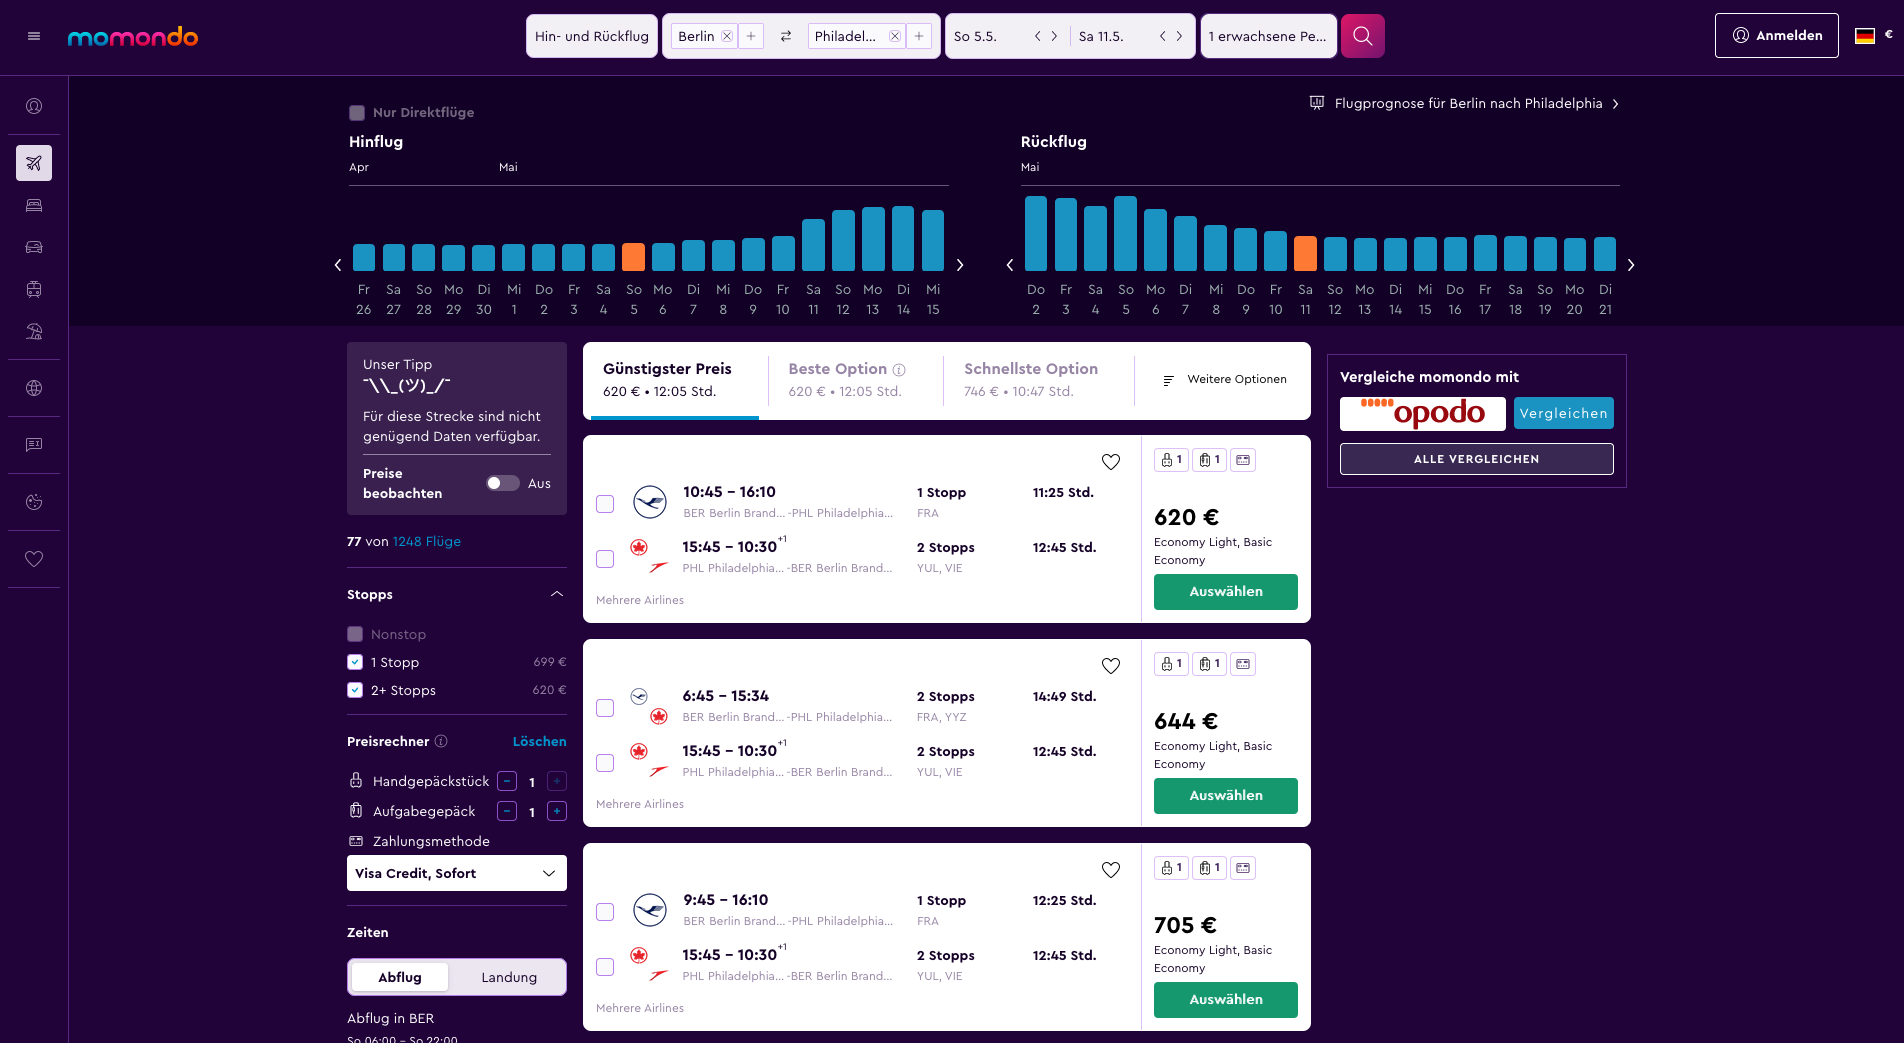 momondo
Hin- und Rückflug
Berlin
Philadel...
So 5.5.
Sa 11.5.
1 erwachsene Pe...
Anmelden
€
Nur Direktflüge
Flugprognose für Berlin nach Philadelphia
Hinflug
Apr Mai
Fr Sa So Mo Di Mi Do Fr Sa So Mo Di Mi Do Fr Sa So Mo Di Mi
26 27 28 29 30 1 2 3 4 5 6 7 8 9 10 11 12 13 14 15
Rückflug
Mai
Do Fr Sa So Mo Di Mi Do Fr Sa So Mo Di Mi Do Fr Sa So Mo Di
2 3 4 5 6 7 8 9 10 11 12 13 14 15 16 17 18 19 20 21
Unser Tipp
¯\\_(ツ)_/¯
Für diese Strecke sind nicht
genügend Daten verfügbar.
Preise
beobachten
Aus
77 von 1248 Flüge
Stopps
Nonstop
1 Stopp 699 €
2+ Stopps 620 €
Preisrechner Löschen
Handgepäckstück − 1 +
Aufgabegepäck − 1 +
Zahlungsmethode
Visa Credit, Sofort
Zeiten
Abflug Landung
Abflug in BER
So 06:00 – So 22:00
Günstigster Preis
620 € • 12:05 Std.
Beste Option
620 € • 12:05 Std.
Schnellste Option
746 € • 10:47 Std.
Weitere Optionen
10:45 – 16:10 1 Stopp 11:25 Std.
BER Berlin Brand... -PHL Philadelphia... FRA
15:45 – 10:30+1 2 Stopps 12:45 Std.
PHL Philadelphia... -BER Berlin Brand... YUL, VIE
Mehrere Airlines
1 1
620 €
Economy Light, Basic
Economy
Auswählen
6:45 – 15:34 2 Stopps 14:49 Std.
BER Berlin Brand... -PHL Philadelphia... FRA, YYZ
15:45 – 10:30+1 2 Stopps 12:45 Std.
PHL Philadelphia... -BER Berlin Brand... YUL, VIE
Mehrere Airlines
1 1
644 €
Economy Light, Basic
Economy
Auswählen
9:45 – 16:10 1 Stopp 12:25 Std.
BER Berlin Brand... -PHL Philadelphia... FRA
15:45 – 10:30+1 2 Stopps 12:45 Std.
PHL Philadelphia... -BER Berlin Brand... YUL, VIE
Mehrere Airlines
1 1
705 €
Economy Light, Basic
Economy
Auswählen
Vergleiche momondo mit
opodo
Vergleichen
ALLE VERGLEICHEN